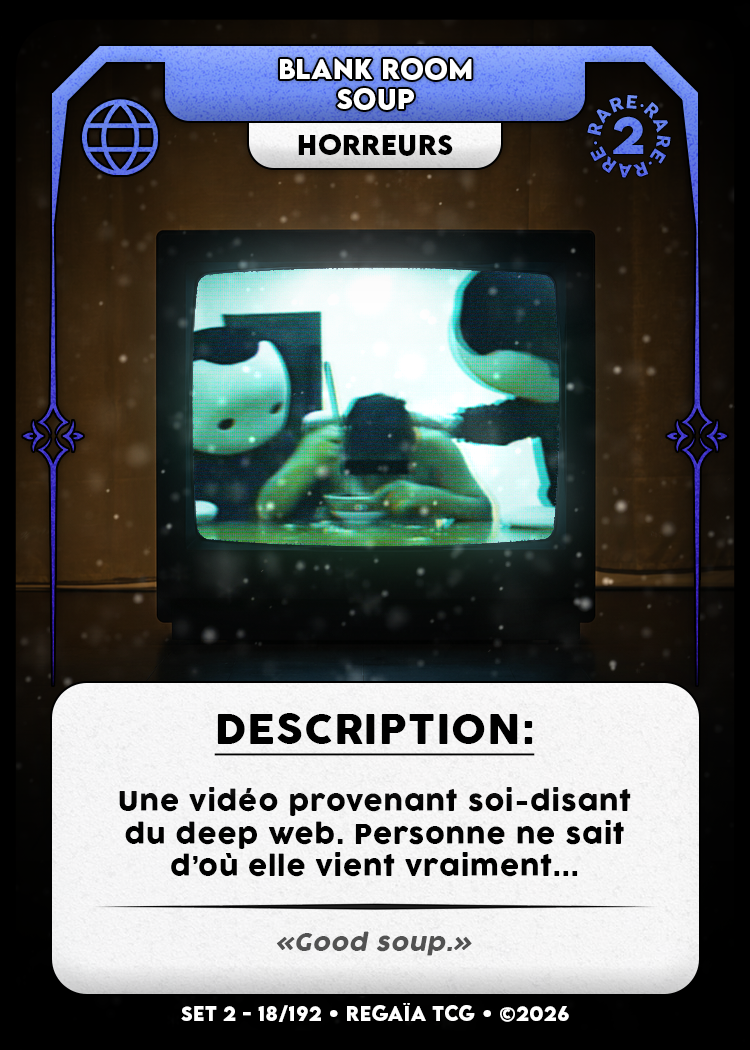 BLANK ROOM
SOUP
HORREURS
RARE·RARE·RARE·
2
DESCRIPTION:
Une vidéo provenant soi-disant
du deep web. Personne ne sait
d’où elle vient vraiment...
«Good soup.»
SET 2 - 18/192 • REGAÏA TCG • ©2026